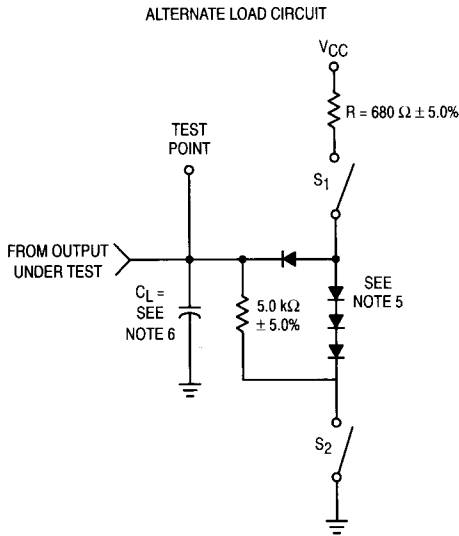 ALTERNATE LOAD CIRCUIT
VCC
R = 680 Ω ± 5.0%
TEST
POINT
S1
FROM OUTPUT
UNDER TEST
CL =
SEE
NOTE 6
5.0 kΩ
± 5.0%
SEE
NOTE 5
S2